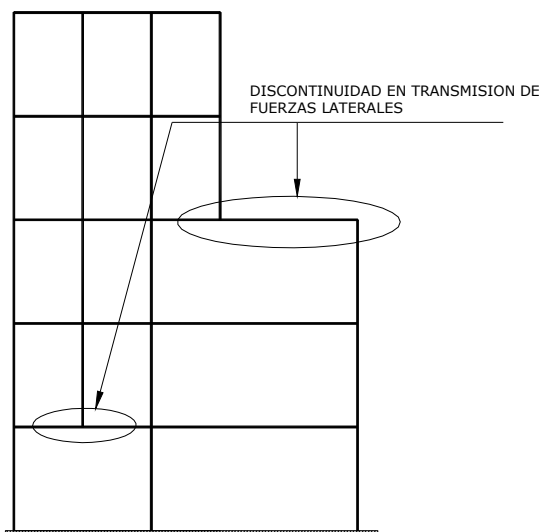 DISCONTINUIDAD EN TRANSMISION DE
FUERZAS LATERALES